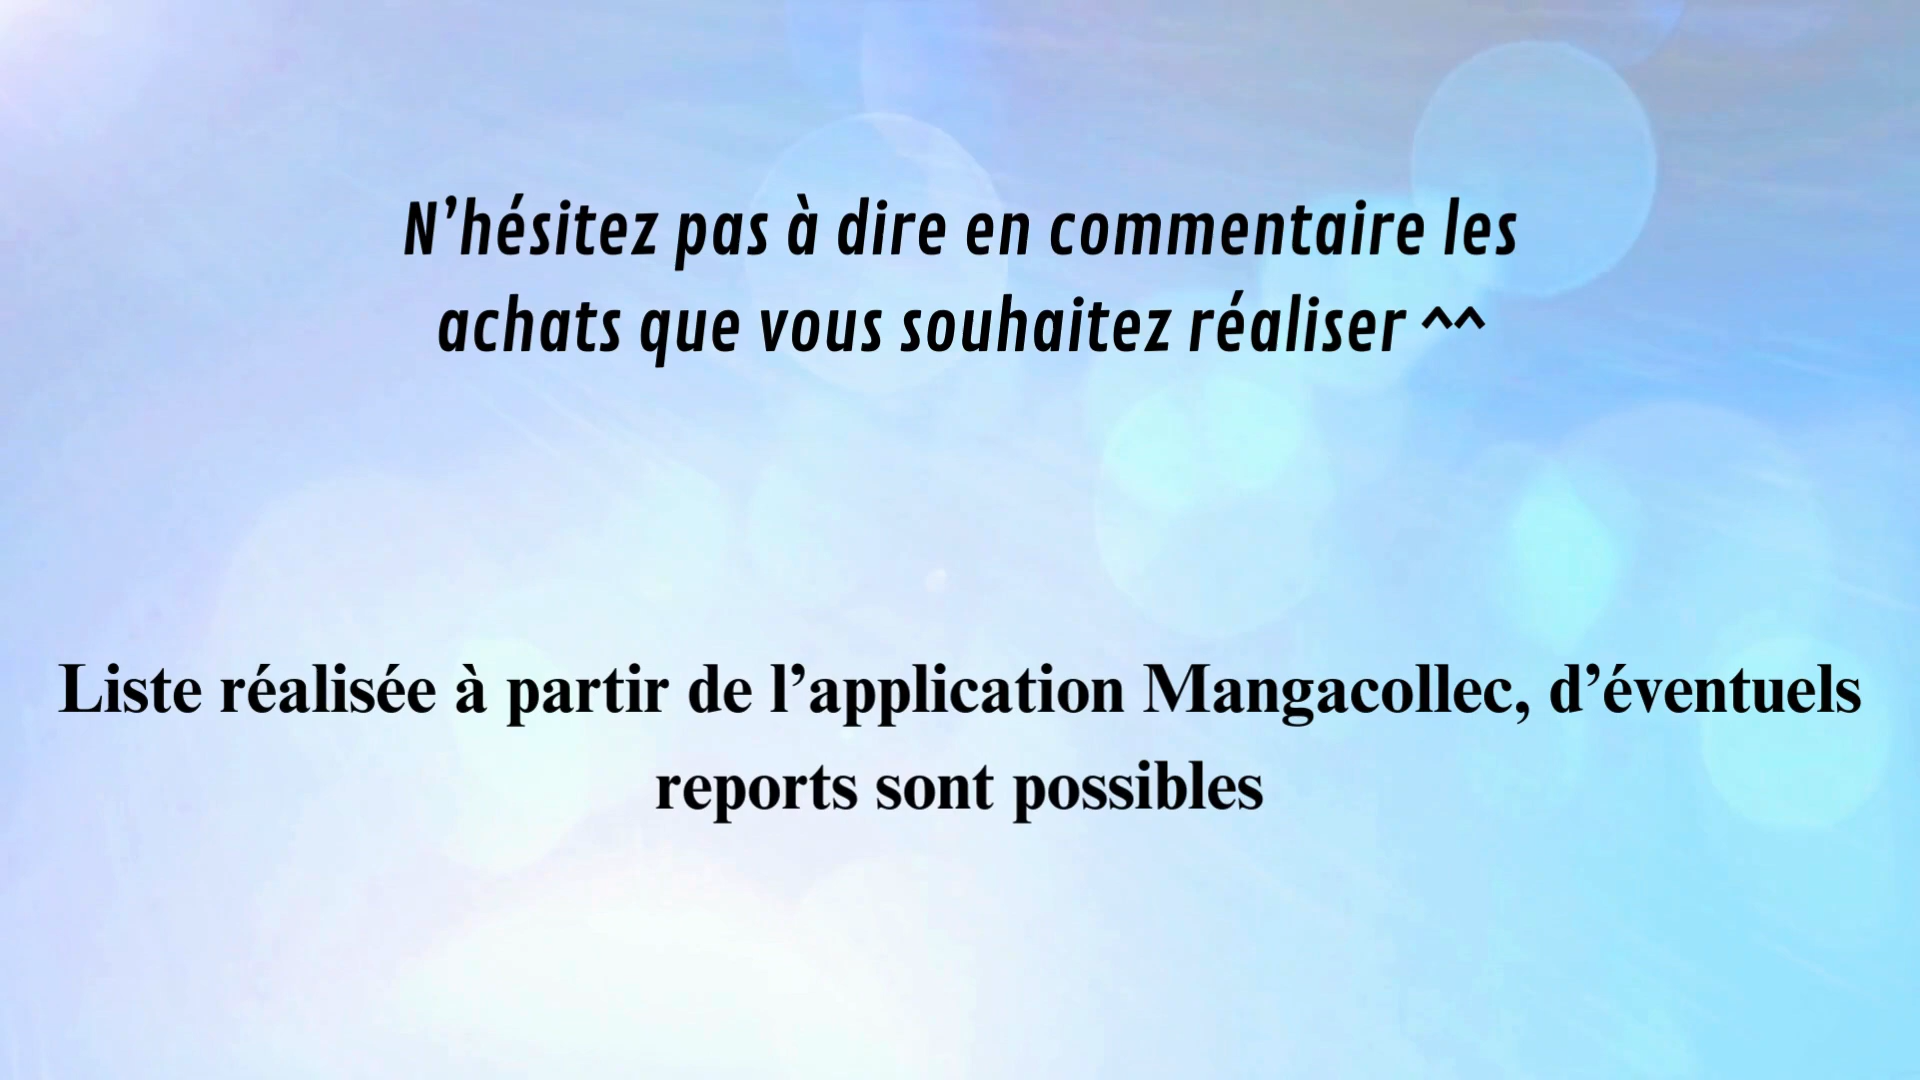 N’hésitez pas à dire en commentaire les
achats que vous souhaitez réaliser ^^
Liste réalisée à partir de l’application Mangacollec, d’éventuels
reports sont possibles